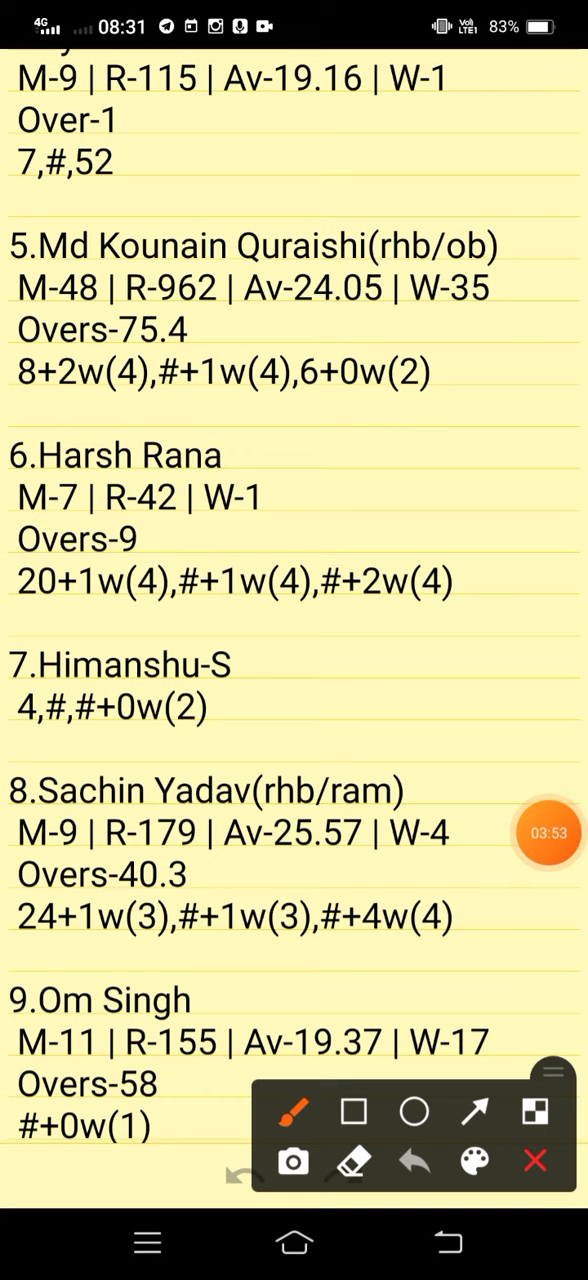 4G 08:31 Vo) LTE1 83%
M-9 | R-115 | Av-19.16 | W-1
Over-1
7,#,52
5.Md Kounain Quraishi(rhb/ob)
M-48 | R-962 | Av-24.05 | W-35
Overs-75.4
8+2w(4),#+1w(4),6+0w(2)
6.Harsh Rana
M-7 | R-42 | W-1
Overs-9
20+1w(4),#+1w(4),#+2w(4)
7.Himanshu-S
4,#,#+0w(2)
8.Sachin Yadav(rhb/ram)
M-9 | R-179 | Av-25.57 | W-4
03:53
Overs-40.3
24+1w(3),#+1w(3),#+4w(4)
9.Om Singh
M-11 | R-155 | Av-19.37 | W-17
Overs-58
#+0w(1)